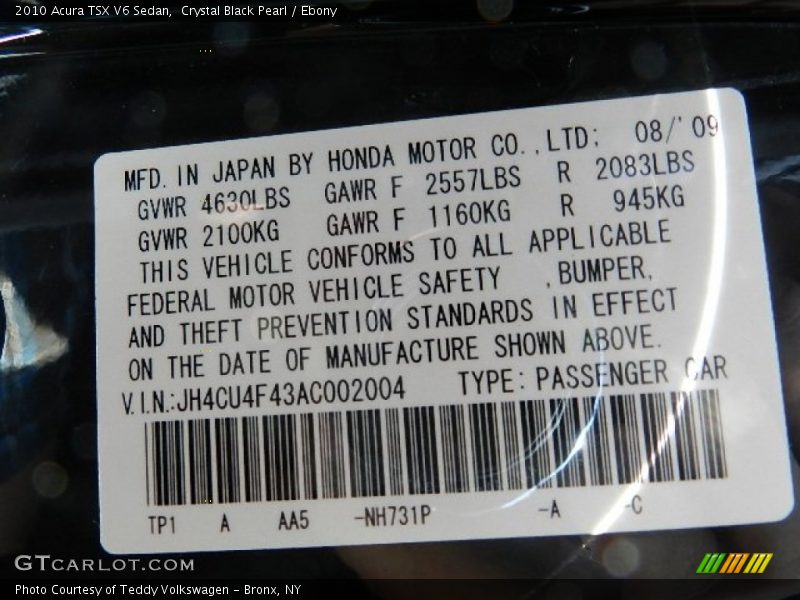 2010 Acura TSX V6 Sedan,  Crystal Black Pearl / Ebony
MFD. IN JAPAN BY HONDA MOTOR CO. ,LTD; 08/'09
GVWR 4630LBS GAWR F 2557LBS R 2083LBS
GVWR 2100KG GAWR F 1160KG R 945KG
THIS VEHICLE CONFORMS TO ALL APPLICABLE
FEDERAL MOTOR VEHICLE SAFETY ,BUMPER,
AND THEFT PREVENTION STANDARDS IN EFFECT
ON THE DATE OF MANUFACTURE SHOWN ABOVE.
V.I.N.:JH4CU4F43AC002004 TYPE: PASSENGER CAR
TP1 A AA5 -NH731P -A -C
GTCARLOT.COM
Photo Courtesy of Teddy Volkswagen - Bronx, NY